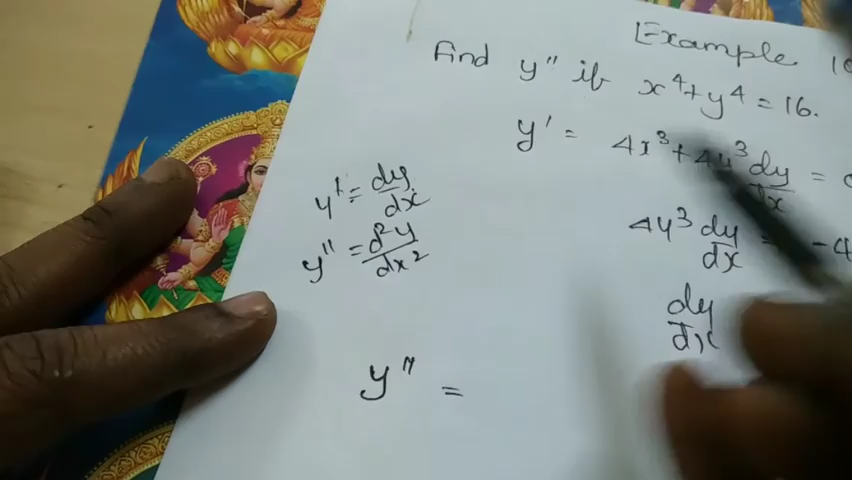 Example 10
Find y'' if x⁴+y⁴=16.
y' = 4x³+4y³ dy/dx =
y' = dy/dx
4y³ dy/dx = -4
y'' = d²y/dx²
dy/dx
y'' =